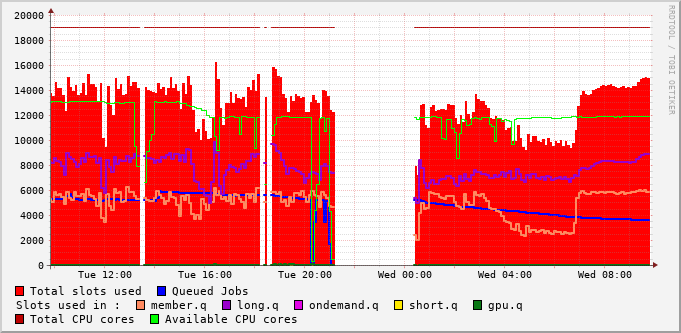 20000
18000
16000
14000
12000
10000
8000
6000
4000
2000
0
Tue 12:00 Tue 16:00 Tue 20:00 Wed 00:00 Wed 04:00 Wed 08:00
Total slots used Queued Jobs
Slots used in : member.q long.q ondemand.q short.q gpu.q
Total CPU cores Available CPU cores
RRDTOOL / TOBI OETIKER